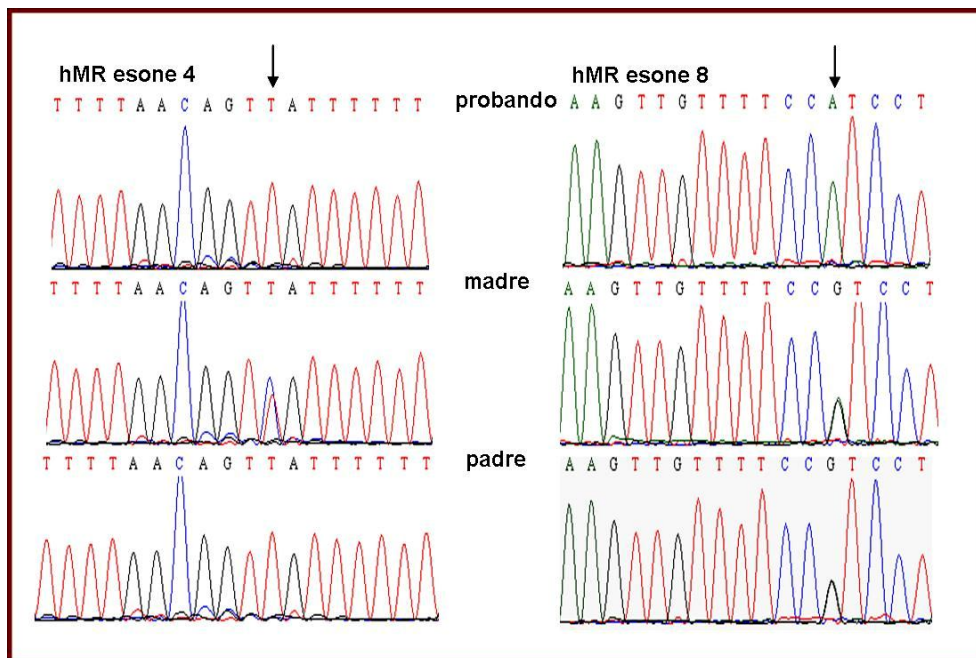 hMR esone 4
T T T T A A C A G T T A T T T T T T
probando
hMR esone 8
A A G T T G T T T T C C A T C C T
T T T T A A C A G T T A T T T T T T
madre
A A G T T G T T T T C C G T C C T
T T T T A A C A G T T A T T T T T T
padre
A A G T T G T T T T C C G T C C T